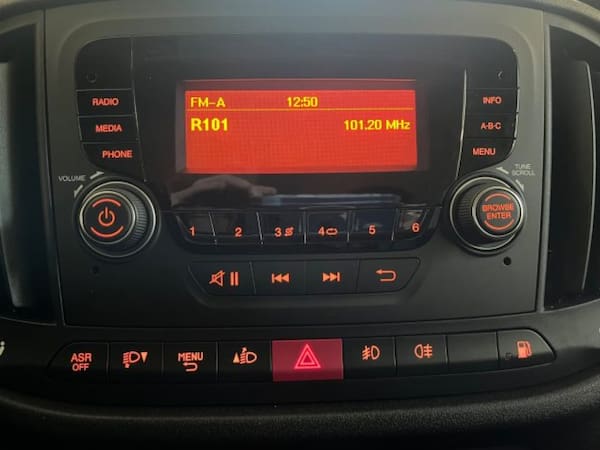 FM-A 12:50
R101 101.20 MHz
RADIO
MEDIA
PHONE
INFO
A-B-C
MENU
VOLUME
TUNE
SCROLL
BROWSE
ENTER
1 2 3 4 5 6
ASR
OFF
MENU